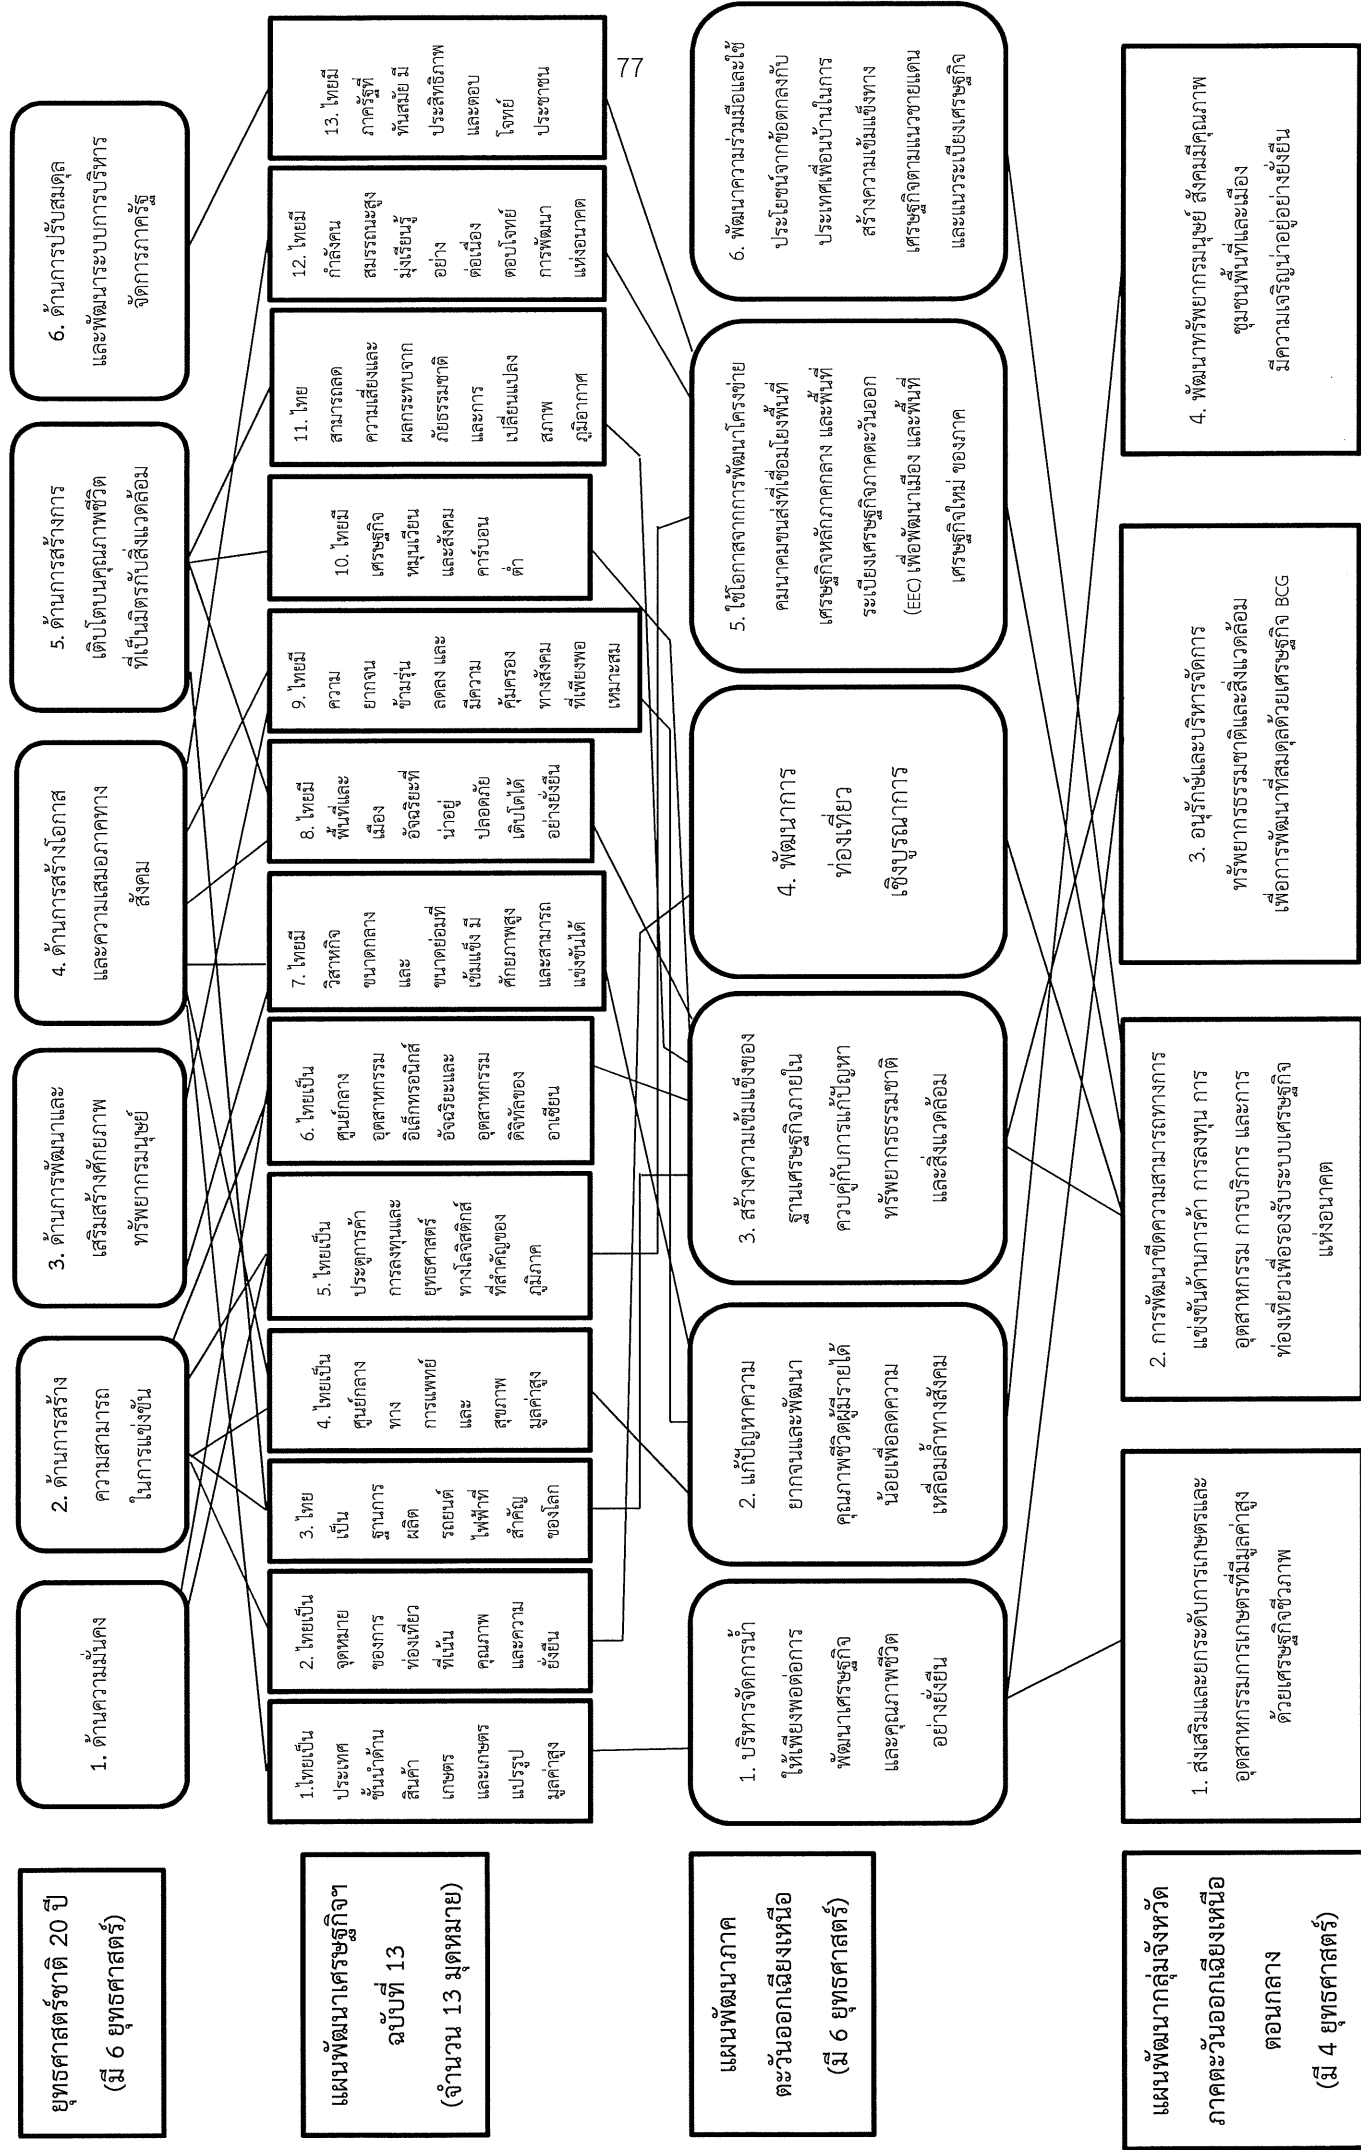 77
ยุทธศาสตร์ชาติ 20 ปี
(มี 6 ยุทธศาสตร์)
1. ด้านความมั่นคง
2. ด้านการสร้าง
ความสามารถ
ในการแข่งขัน
3. ด้านการพัฒนาและ
เสริมสร้างศักยภาพ
ทรัพยากรมนุษย์
4. ด้านการสร้างโอกาส
และความเสมอภาคทาง
สังคม
5. ด้านการสร้างการ
เติบโตบนคุณภาพชีวิต
ที่เป็นมิตรกับสิ่งแวดล้อม
6. ด้านการปรับสมดุล
และพัฒนาระบบการบริหาร
จัดการภาครัฐ
แผนพัฒนาเศรษฐกิจฯ
ฉบับที่ 13
(จำนวน 13 มุดหมาย)
1.ไทยเป็น
ประเทศ
ชั้นนำด้าน
สินค้า
เกษตร
และเกษตร
แปรรูป
มูลค่าสูง
2. ไทยเป็น
จุดหมาย
ของการ
ท่องเที่ยว
ที่เน้น
คุณภาพ
และความ
ยั่งยืน
3. ไทย
เป็น
ฐานการ
ผลิต
รถยนต์
ไฟฟ้าที่
สำคัญ
ของโลก
4. ไทยเป็น
ศูนย์กลาง
ทาง
การแพทย์
และ
สุขภาพ
มูลค่าสูง
5. ไทยเป็น
ประตูการค้า
การลงทุนและ
ยุทธศาสตร์
ทางโลจิสติกส์
ที่สำคัญของ
ภูมิภาค
6. ไทยเป็น
ศูนย์กลาง
อุตสาหกรรม
อิเล็กทรอนิกส์
อัจฉริยะและ
อุตสาหกรรม
ดิจิทัลของ
อาเซียน
7. ไทยมี
วิสาหกิจ
ขนาดกลาง
และ
ขนาดย่อมที่
เข้มแข็ง มี
ศักยภาพสูง
และสามารถ
แข่งขันได้
8. ไทยมี
พื้นที่และ
เมือง
อัจฉริยะที่
น่าอยู่
ปลอดภัย
เติบโตได้
อย่างยั่งยืน
9. ไทยมี
ความ
ยากจน
ข้ามรุ่น
ลดลง และ
มีความ
คุ้มครอง
ทางสังคม
ที่เพียงพอ
เหมาะสม
10. ไทยมี
เศรษฐกิจ
หมุนเวียน
และสังคม
คาร์บอน
ต่ำ
11. ไทย
สามารถลด
ความเสี่ยงและ
ผลกระทบจาก
ภัยธรรมชาติ
และการ
เปลี่ยนแปลง
สภาพ
ภูมิอากาศ
12. ไทยมี
กำลังคน
สมรรถนะสูง
มุ่งเรียนรู้
อย่าง
ต่อเนื่อง
ตอบโจทย์
การพัฒนา
แห่งอนาคต
13. ไทยมี
ภาครัฐที่
ทันสมัย มี
ประสิทธิภาพ
และตอบ
โจทย์
ประชาชน
แผนพัฒนาภาค
ตะวันออกเฉียงเหนือ
(มี 6 ยุทธศาสตร์)
1. บริหารจัดการน้ำ
ให้เพียงพอต่อการ
พัฒนาเศรษฐกิจ
และคุณภาพชีวิต
อย่างยั่งยืน
2. แก้ปัญหาความ
ยากจนและพัฒนา
คุณภาพชีวิตผู้มีรายได้
น้อยเพื่อลดความ
เหลื่อมล้ำทางสังคม
3. สร้างความเข้มแข็งของ
ฐานเศรษฐกิจภายใน
ควบคู่กับการแก้ปัญหา
ทรัพยากรธรรมชาติ
และสิ่งแวดล้อม
4. พัฒนาการ
ท่องเที่ยว
เชิงบูรณาการ
5. ใช้โอกาสจากการพัฒนาโครงข่าย
คมนาคมขนส่งที่เชื่อมโยงพื้นที่
เศรษฐกิจหลักภาคกลาง และพื้นที่
ระเบียงเศรษฐกิจภาคตะวันออก
(EEC) เพื่อพัฒนาเมือง และพื้นที่
เศรษฐกิจใหม่ ของภาค
6. พัฒนาความร่วมมือและใช้
ประโยชน์จากข้อตกลงกับ
ประเทศเพื่อนบ้านในการ
สร้างความเข้มแข็งทาง
เศรษฐกิจตามแนวชายแดน
และแนวระเบียงเศรษฐกิจ
แผนพัฒนากลุ่มจังหวัด
ภาคตะวันออกเฉียงเหนือ
ตอนกลาง
(มี 4 ยุทธศาสตร์)
1. ส่งเสริมและยกระดับการเกษตรและ
อุตสาหกรรมการเกษตรที่มีมูลค่าสูง
ด้วยเศรษฐกิจชีวภาพ
2. การพัฒนาขีดความสามารถทางการ
แข่งขันด้านการค้า การลงทุน การ
อุตสาหกรรม การบริการ และการ
ท่องเที่ยวเพื่อรองรับระบบเศรษฐกิจ
แห่งอนาคต
3. อนุรักษ์และบริหารจัดการ
ทรัพยากรธรรมชาติและสิ่งแวดล้อม
เพื่อการพัฒนาที่สมดุลด้วยเศรษฐกิจ BCG
4. พัฒนาทรัพยากรมนุษย์ สังคมมีคุณภาพ
ชุมชนพื้นที่และเมือง
มีความเจริญน่าอยู่อย่างยั่งยืน